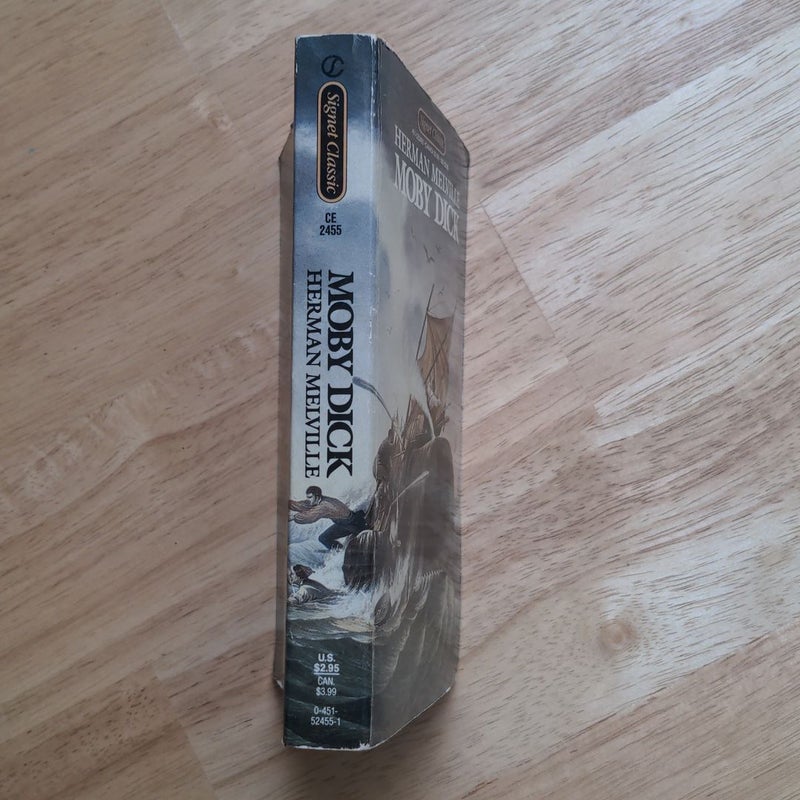 Signet Classic
CE
2455
MOBY DICK
HERMAN MELVILLE
U.S.
$2.95
CAN.
$3.99
0-451-
52455-1
HERMAN MELVILLE
MOBY DICK